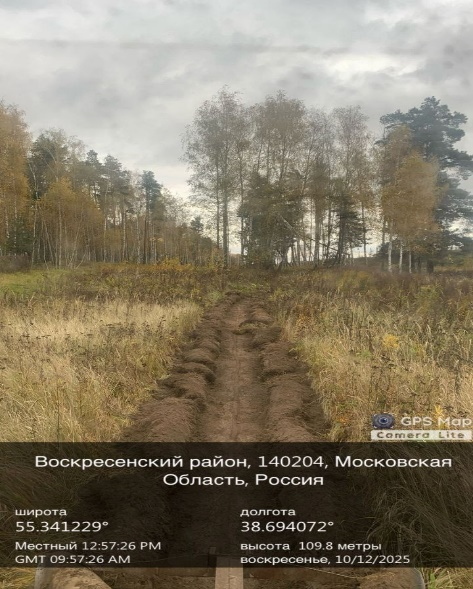 GPS Map
Camera Lite
Воскресенский район, 140204, Московская
Область, Россия
широта
55.341229°
долгота
38.694072°
Местный 12:57:26 PM
GMT 09:57:26 AM
высота 109.8 метры
воскресенье, 10/12/2025